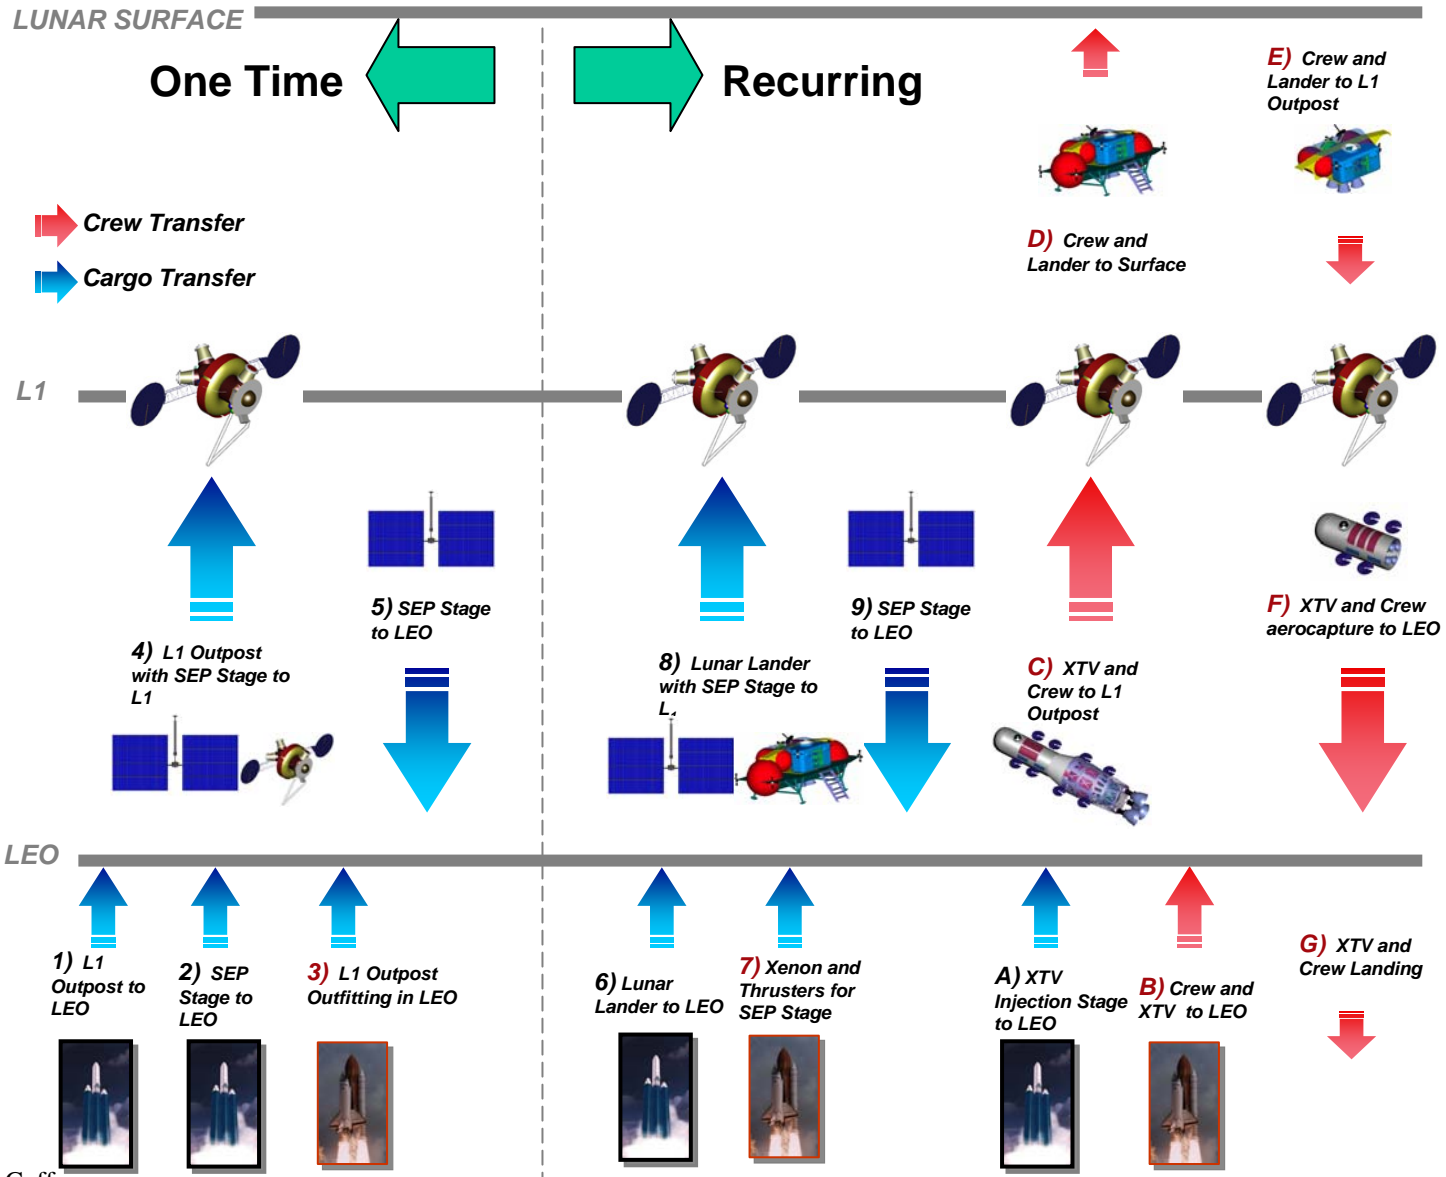 LUNAR SURFACE
One Time
Recurring
E) Crew and
Lander to L1
Outpost
Crew Transfer
Cargo Transfer
D) Crew and
Lander to Surface
L1
5) SEP Stage
to LEO
9) SEP Stage
to LEO
F) XTV and Crew
aerocapture to LEO
4) L1 Outpost
with SEP Stage to
L1
8) Lunar Lander
with SEP Stage to
C) XTV and
Crew to L1
Outpost
LEO
1) L1
Outpost to
LEO
2) SEP
Stage to
LEO
3) L1 Outpost
Outfitting in LEO
6) Lunar
Lander to LEO
7) Xenon and
Thrusters for
SEP Stage
A) XTV
Injection Stage
to LEO
B) Crew and
XTV to LEO
G) XTV and
Crew Landing